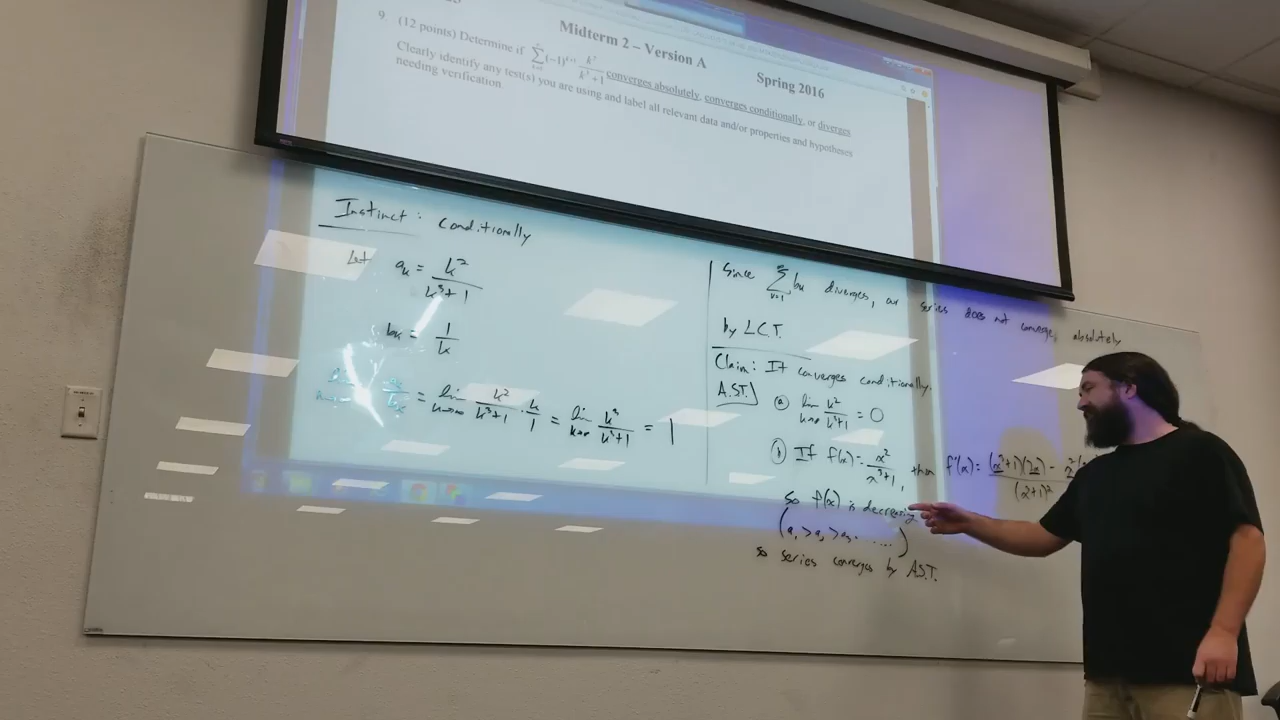 Midterm 2 – Version A
Spring 2016
9. (12 points) Determine if ∑ (-1)^(k+1) k²/(k³+1) converges absolutely, converges conditionally, or diverges
Clearly identify any test(s) you are using and label all relevant data and/or properties and hypotheses
needing verification.
Instinct: conditionally
Let a_k = k²/(k³+1)
b_k = 1/k
= lim k→∞ k²/(k³+1) · k/1 = lim k→∞ k³/(k³+1) = 1
Since ∑ k=1 ∞ b_k diverges, our series does not converge absolutely
by L.C.T.
Claim: It converges conditionally.
A.S.T.
(a) lim k→∞ k²/(k³+1) = 0
(b) If f(x) = x²/(x³+1), then f'(x) = (x³+1)(2x) - x²(
so f(x) is decreasing
(a₁ > a₂ > a₃ ....)
so series converges by A.S.T.